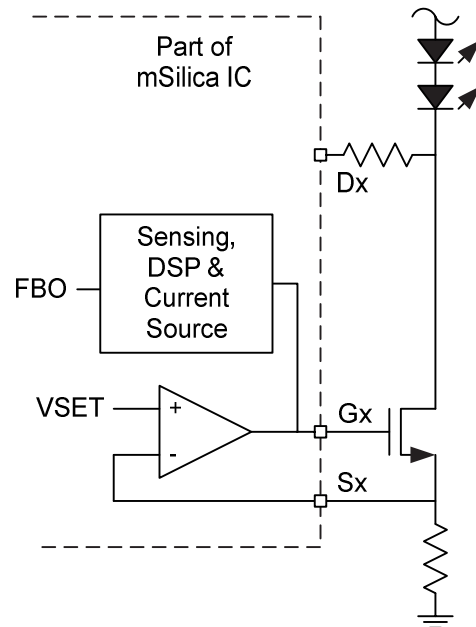 Part of
mSilica IC
Dx
Sensing,
DSP &
Current
Source
FBO
VSET
+
-
Gx
Sx